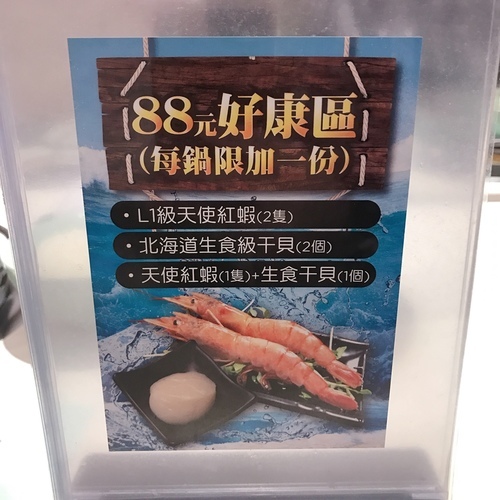 88元好康區
(每鍋限加一份)
・L1級天使紅蝦(2隻)
・北海道生食級干貝(2個)
・天使紅蝦(1隻)+生食干貝(1個)